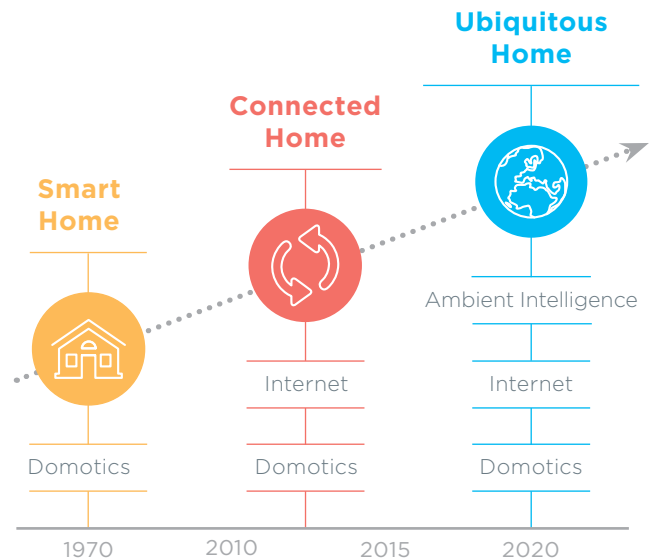 Ubiquitous
Home
Connected
Home
Smart
Home
Ambient Intelligence
Internet
Internet
Domotics
Domotics
Domotics
1970
2010
2015
2020